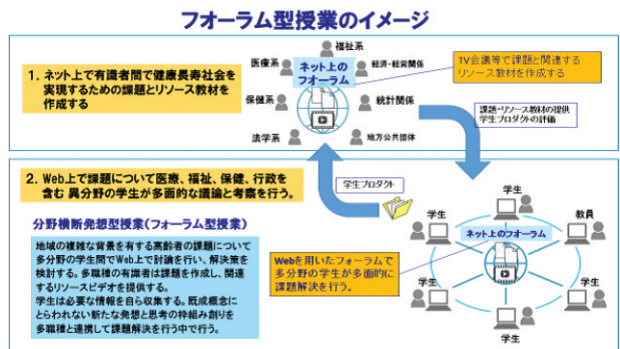 フォーラム型授業のイメージ
1．ネット上で有識者間で健康長寿社会を
実現するための課題とリソース教材を
作成する
福祉系
医療系
ネット上の
フォーラム
経済・経営関係
保健系
統計関係
法学系
地方公共団体
TV会議等で課題と関連する
リソース教材を作成する
課題・リソース教材の提供
学生プロダクトの評価
2．Web上で課題について医療、福祉、保健、行政を
含む 異分野の学生が多面的な議論と考察を行う。
学生プロダクト
分野横断発想型授業（フォーラム型授業）
地域の複雑な背景を有する高齢者の課題について
多分野の学生間でWeb上で討論を行い、解決策を
検討する。多職種の有識者は課題を作成し、関連
するリソースビデオを提供する。
学生は必要な情報を自ら収集する。既成概念に
とらわれない新たな発想と思考の枠組み創りを
多職種と連携して課題解決を行う中で行う。
Webを用いたフォーラムで
多分野の学生が多面的に
課題解決を行う。
学生
学生
教員
ネット上のフォーラム
学生
学生
学生